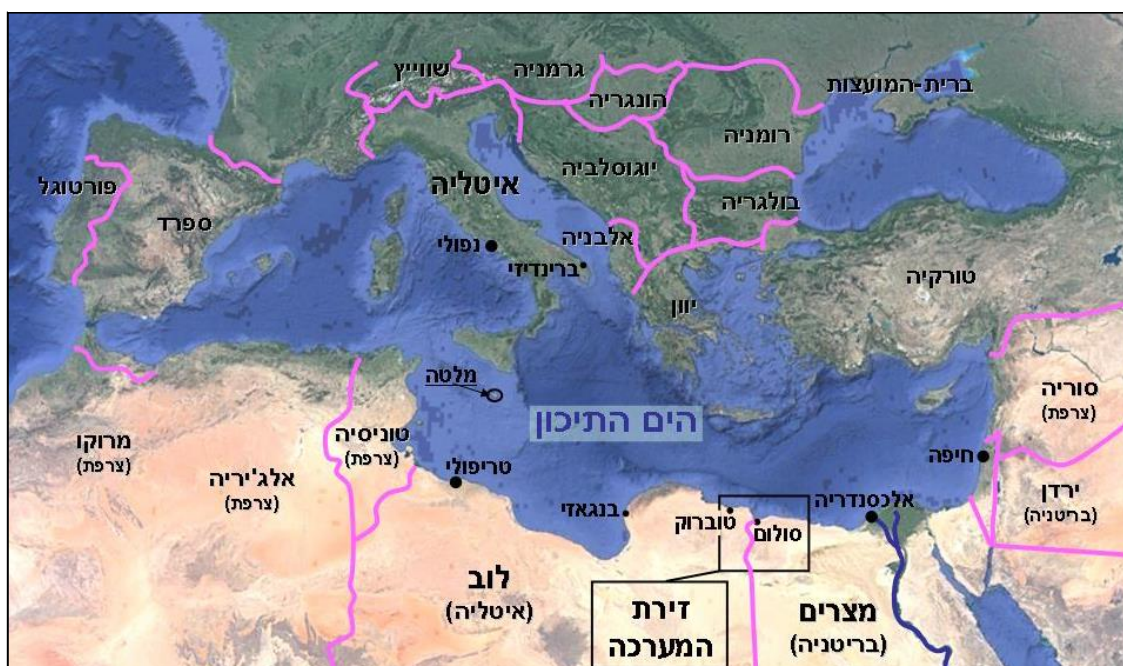 שווייץ
גרמניה
הונגריה
ברית-המועצות
רומניה
יוגוסלביה
איטליה
בולגריה
פורטוגל
ספרד
נפולי
אלבניה
ברינדיזי
טורקיה
יוון
מלטה
הים התיכון
סוריה
(צרפת)
מרוקו
(צרפת)
אלג'יריה
(צרפת)
טוניסיה
(צרפת)
טריפולי
בנגאזי
טוברוק
סולום
אלכסנדריה
חיפה
ירדן
(בריטניה)
לוב
(איטליה)
זירת
המערכה
מצרים
(בריטניה)